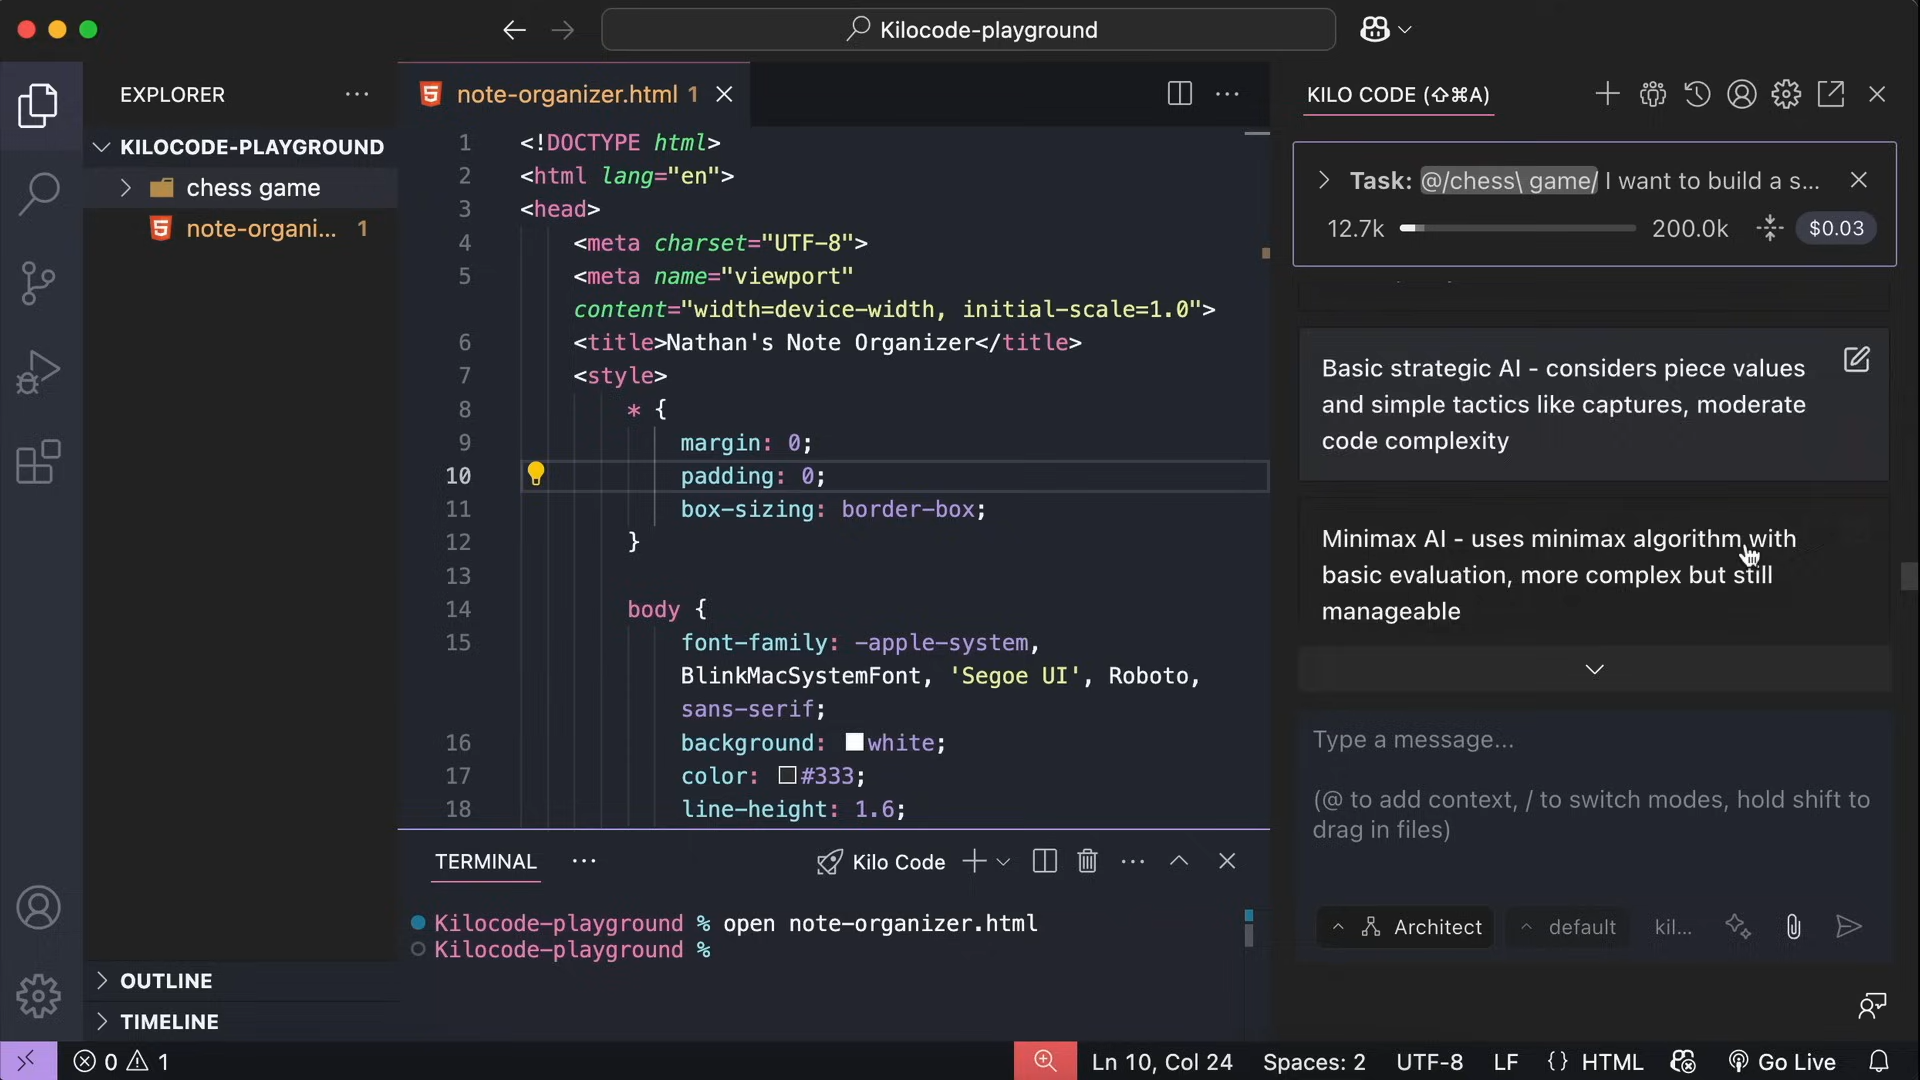 Kilocode-playground
EXPLORER
KILOCODE-PLAYGROUND
chess game
note-organi... 1
OUTLINE
TIMELINE
note-organizer.html 1
1 <!DOCTYPE html>
2 <html lang="en">
3 <head>
4 <meta charset="UTF-8">
5 <meta name="viewport"
content="width=device-width, initial-scale=1.0">
6 <title>Nathan's Note Organizer</title>
7 <style>
8 * {
9 margin: 0;
10 padding: 0;
11 box-sizing: border-box;
12 }
13
14 body {
15 font-family: -apple-system,
BlinkMacSystemFont, 'Segoe UI', Roboto,
sans-serif;
16 background: white;
17 color: #333;
18 line-height: 1.6;
TERMINAL
Kilo Code
Kilocode-playground % open note-organizer.html
Kilocode-playground %
KILO CODE (⇧⌘A)
Task: @/chess\ game/ I want to build a s...
12.7k 200.0k $0.03
Basic strategic AI - considers piece values
and simple tactics like captures, moderate
code complexity
Minimax AI - uses minimax algorithm with
basic evaluation, more complex but still
manageable
Type a message...
(@ to add context, / to switch modes, hold shift to
drag in files)
Architect default kil...
0 1 Ln 10, Col 24 Spaces: 2 UTF-8 LF {} HTML Go Live